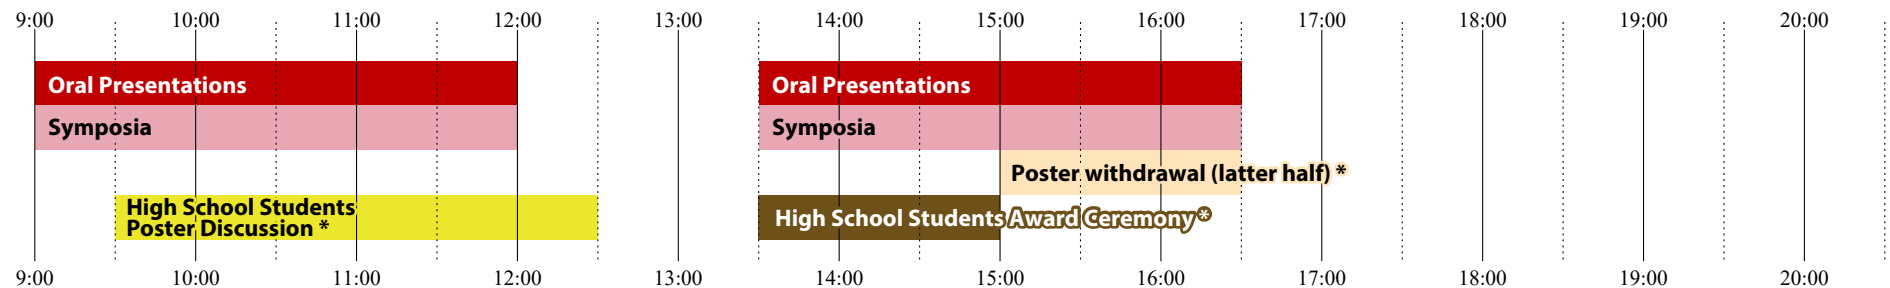 9:00 10:00 11:00 12:00 13:00 14:00 15:00 16:00 17:00 18:00 19:00 20:00
Oral Presentations Oral Presentations
Symposia Symposia
Poster withdrawal (latter half) *
High School Students
Poster Discussion *
High School Students Award Ceremony *
9:00 10:00 11:00 12:00 13:00 14:00 15:00 16:00 17:00 18:00 19:00 20:00